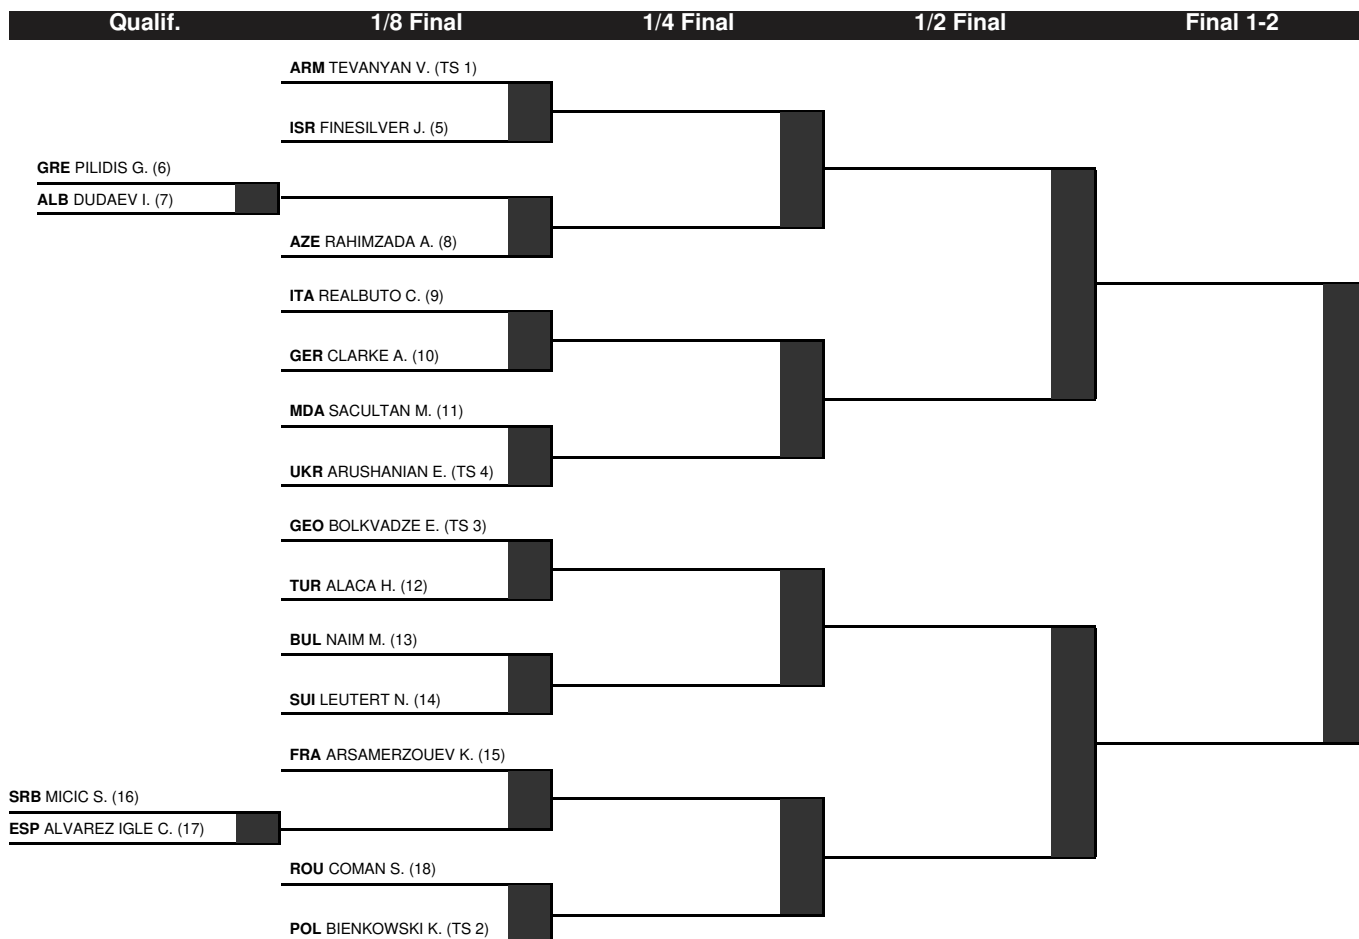 Qualif. 1/8 Final 1/4 Final 1/2 Final Final 1-2
ARM TEVANYAN V. (TS 1)
ISR FINESILVER J. (5)
GRE PILIDIS G. (6)
ALB DUDAEV I. (7)
AZE RAHIMZADA A. (8)
ITA REALBUTO C. (9)
GER CLARKE A. (10)
MDA SACULTAN M. (11)
UKR ARUSHANIAN E. (TS 4)
GEO BOLKVADZE E. (TS 3)
TUR ALACA H. (12)
BUL NAIM M. (13)
SUI LEUTERT N. (14)
FRA ARSAMERZOUEV K. (15)
SRB MICIC S. (16)
ESP ALVAREZ IGLE C. (17)
ROU COMAN S. (18)
POL BIENKOWSKI K. (TS 2)